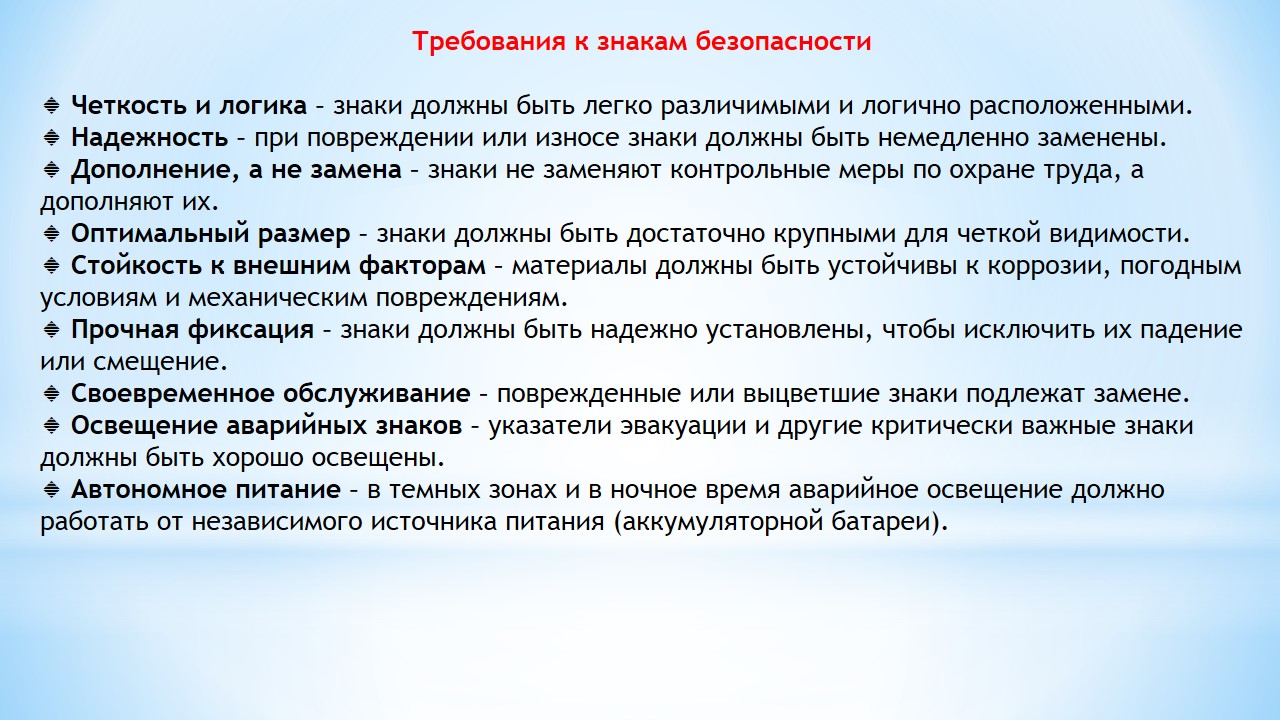 Требования к знакам безопасности
Четкость и логика – знаки должны быть легко различимыми и логично расположенными.
Надежность – при повреждении или износе знаки должны быть немедленно заменены.
Дополнение, а не замена – знаки не заменяют контрольные меры по охране труда, а
дополняют их.
Оптимальный размер – знаки должны быть достаточно крупными для четкой видимости.
Стойкость к внешним факторам – материалы должны быть устойчивы к коррозии, погодным
условиям и механическим повреждениям.
Прочная фиксация – знаки должны быть надежно установлены, чтобы исключить их падение
или смещение.
Своевременное обслуживание – поврежденные или выцветшие знаки подлежат замене.
Освещение аварийных знаков – указатели эвакуации и другие критически важные знаки
должны быть хорошо освещены.
Автономное питание – в темных зонах и в ночное время аварийное освещение должно
работать от независимого источника питания (аккумуляторной батареи).